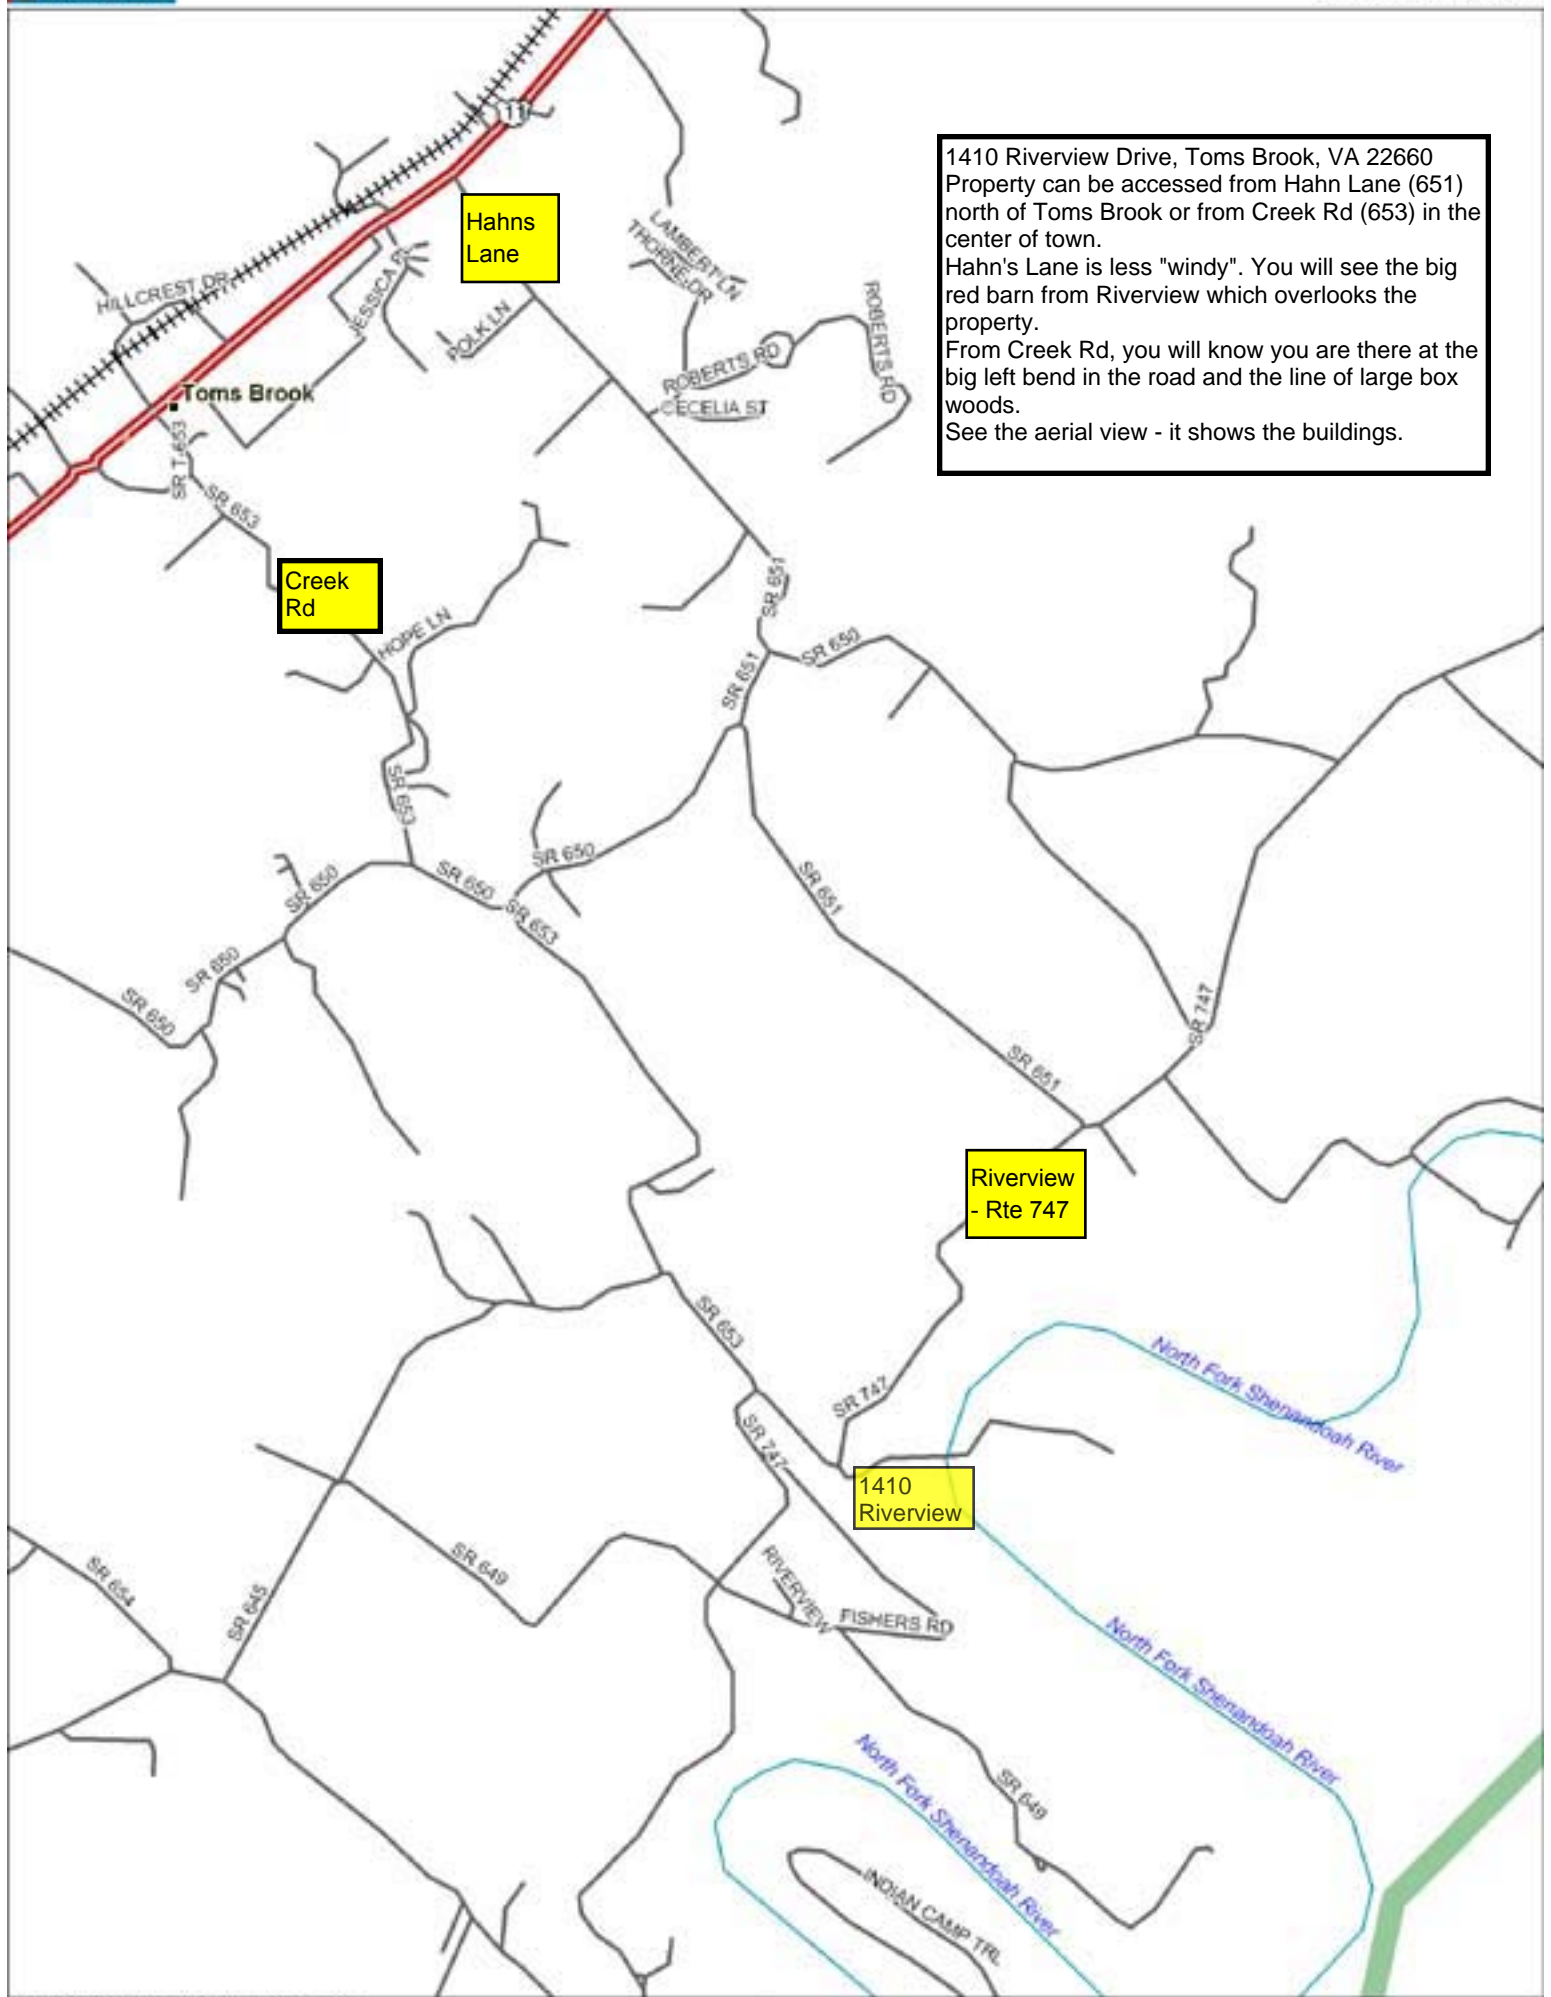 11
1410 Riverview Drive, Toms Brook, VA 22660
Property can be accessed from Hahn Lane (651)
north of Toms Brook or from Creek Rd (653) in the
center of town.
Hahn's Lane is less "windy". You will see the big
red barn from Riverview which overlooks the
property.
From Creek Rd, you will know you are there at the
big left bend in the road and the line of large box
woods.
See the aerial view - it shows the buildings.
Hahns
Lane
LAMBERT LN
THORNE DR
HILLCREST DR
JESSICA PL
POLK LN
ROBERTS RD
ROBERTS RD
CECELIA ST
Toms Brook
SR T-653
SR 653
Creek
Rd
HOPE LN
SR 651
SR 650
SR 651
SR 653
SR 650
SR 650
SR 650
SR 653
SR 651
SR 650
SR 650
SR 747
SR 651
Riverview
- Rte 747
SR 653
North Fork Shenandoah River
SR 747
SR 747
1410
Riverview
SR 649
SR 654
SR 645
RIVERVIEW
FISHERS RD
North Fork Shenandoah River
North Fork Shenandoah River
SR 649
INDIAN CAMP TRL